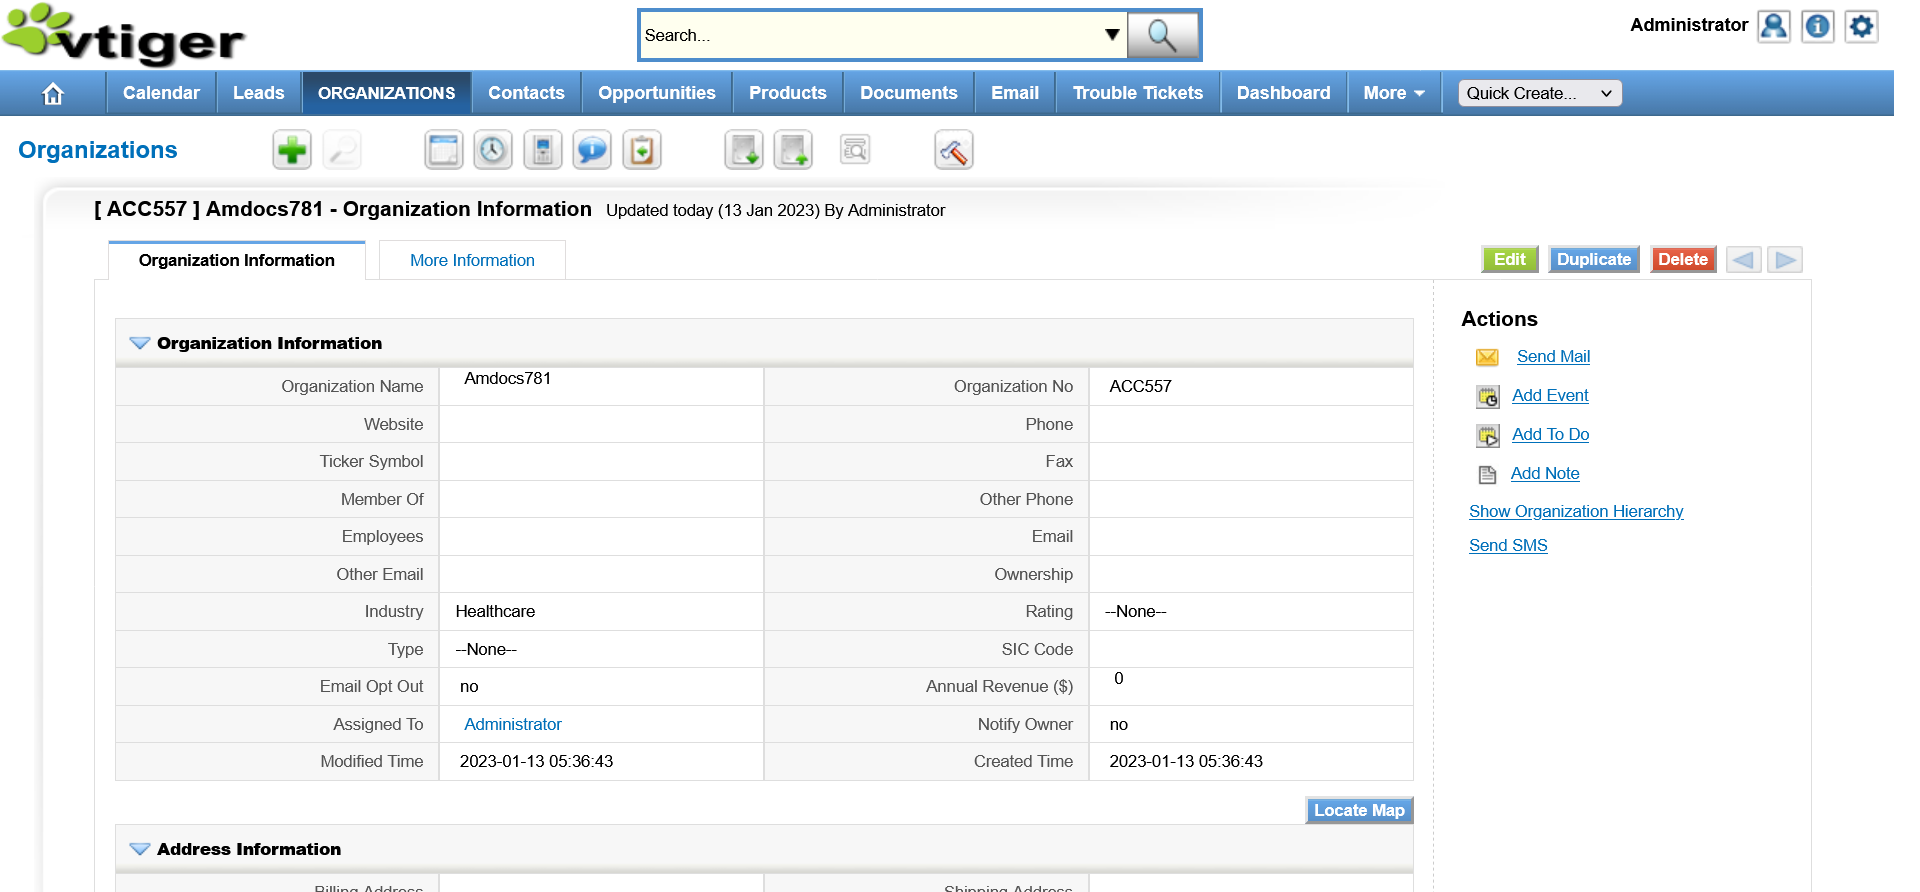 vtiger
Search...
Administrator
Calendar Leads ORGANIZATIONS Contacts Opportunities Products Documents Email Trouble Tickets Dashboard More Quick Create...
Organizations
[ ACC557 ] Amdocs781 - Organization Information Updated today (13 Jan 2023) By Administrator
Organization Information More Information Edit Duplicate Delete
Organization Information
Organization Name Amdocs781 Organization No ACC557
Website Phone
Ticker Symbol Fax
Member Of Other Phone
Employees Email
Other Email Ownership
Industry Healthcare Rating --None--
Type --None-- SIC Code
Email Opt Out no Annual Revenue ($) 0
Assigned To Administrator Notify Owner no
Modified Time 2023-01-13 05:36:43 Created Time 2023-01-13 05:36:43
Locate Map
Address Information
Billing Address Shipping Address
Actions
Send Mail
Add Event
Add To Do
Add Note
Show Organization Hierarchy
Send SMS